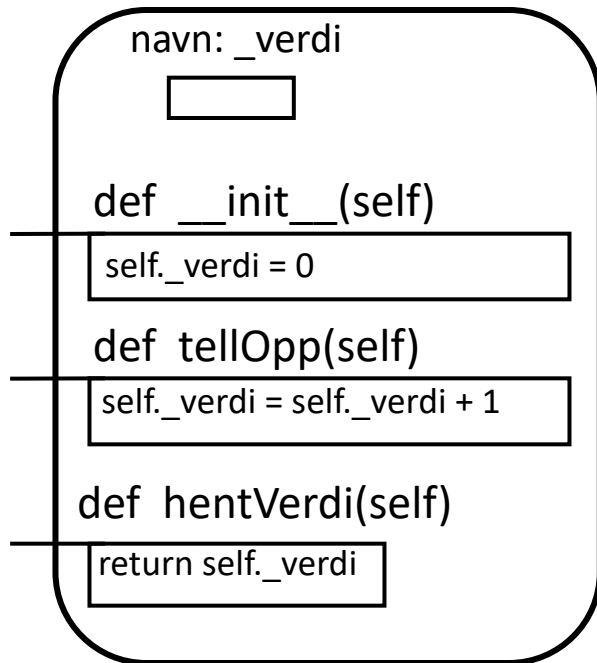 navn: _verdi
def __init__(self)
self._verdi = 0
def tellOpp(self)
self._verdi = self._verdi + 1
def hentVerdi(self)
return self._verdi